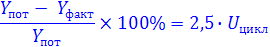 (Yпот − Yфакт) / Yпот × 100% = 2,5· Uцикл